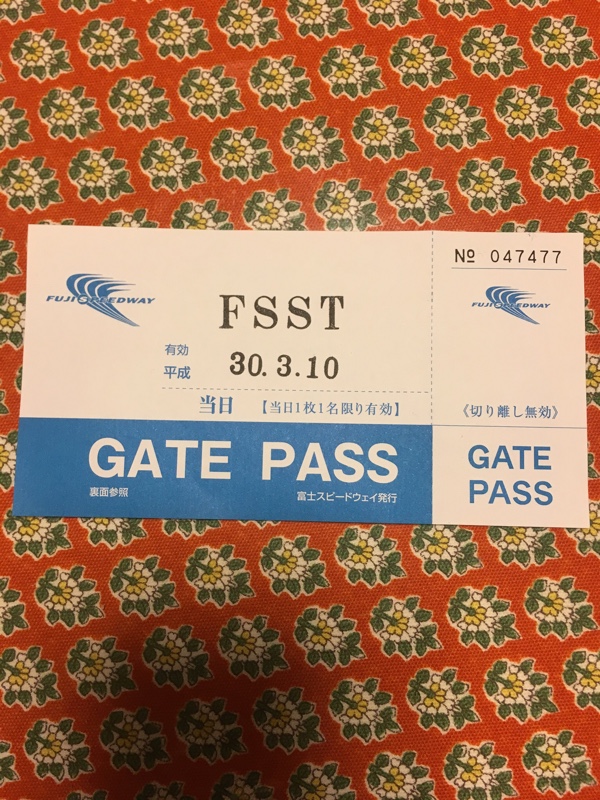 FUJI SPEEDWAY
FSST
有効
平成 30.3.10
当日 【当日1枚1名限り有効】
GATE PASS
裏面参照 富士スピードウェイ発行
№ 047477
FUJI SPEEDWAY
《切り離し無効》
GATE
PASS